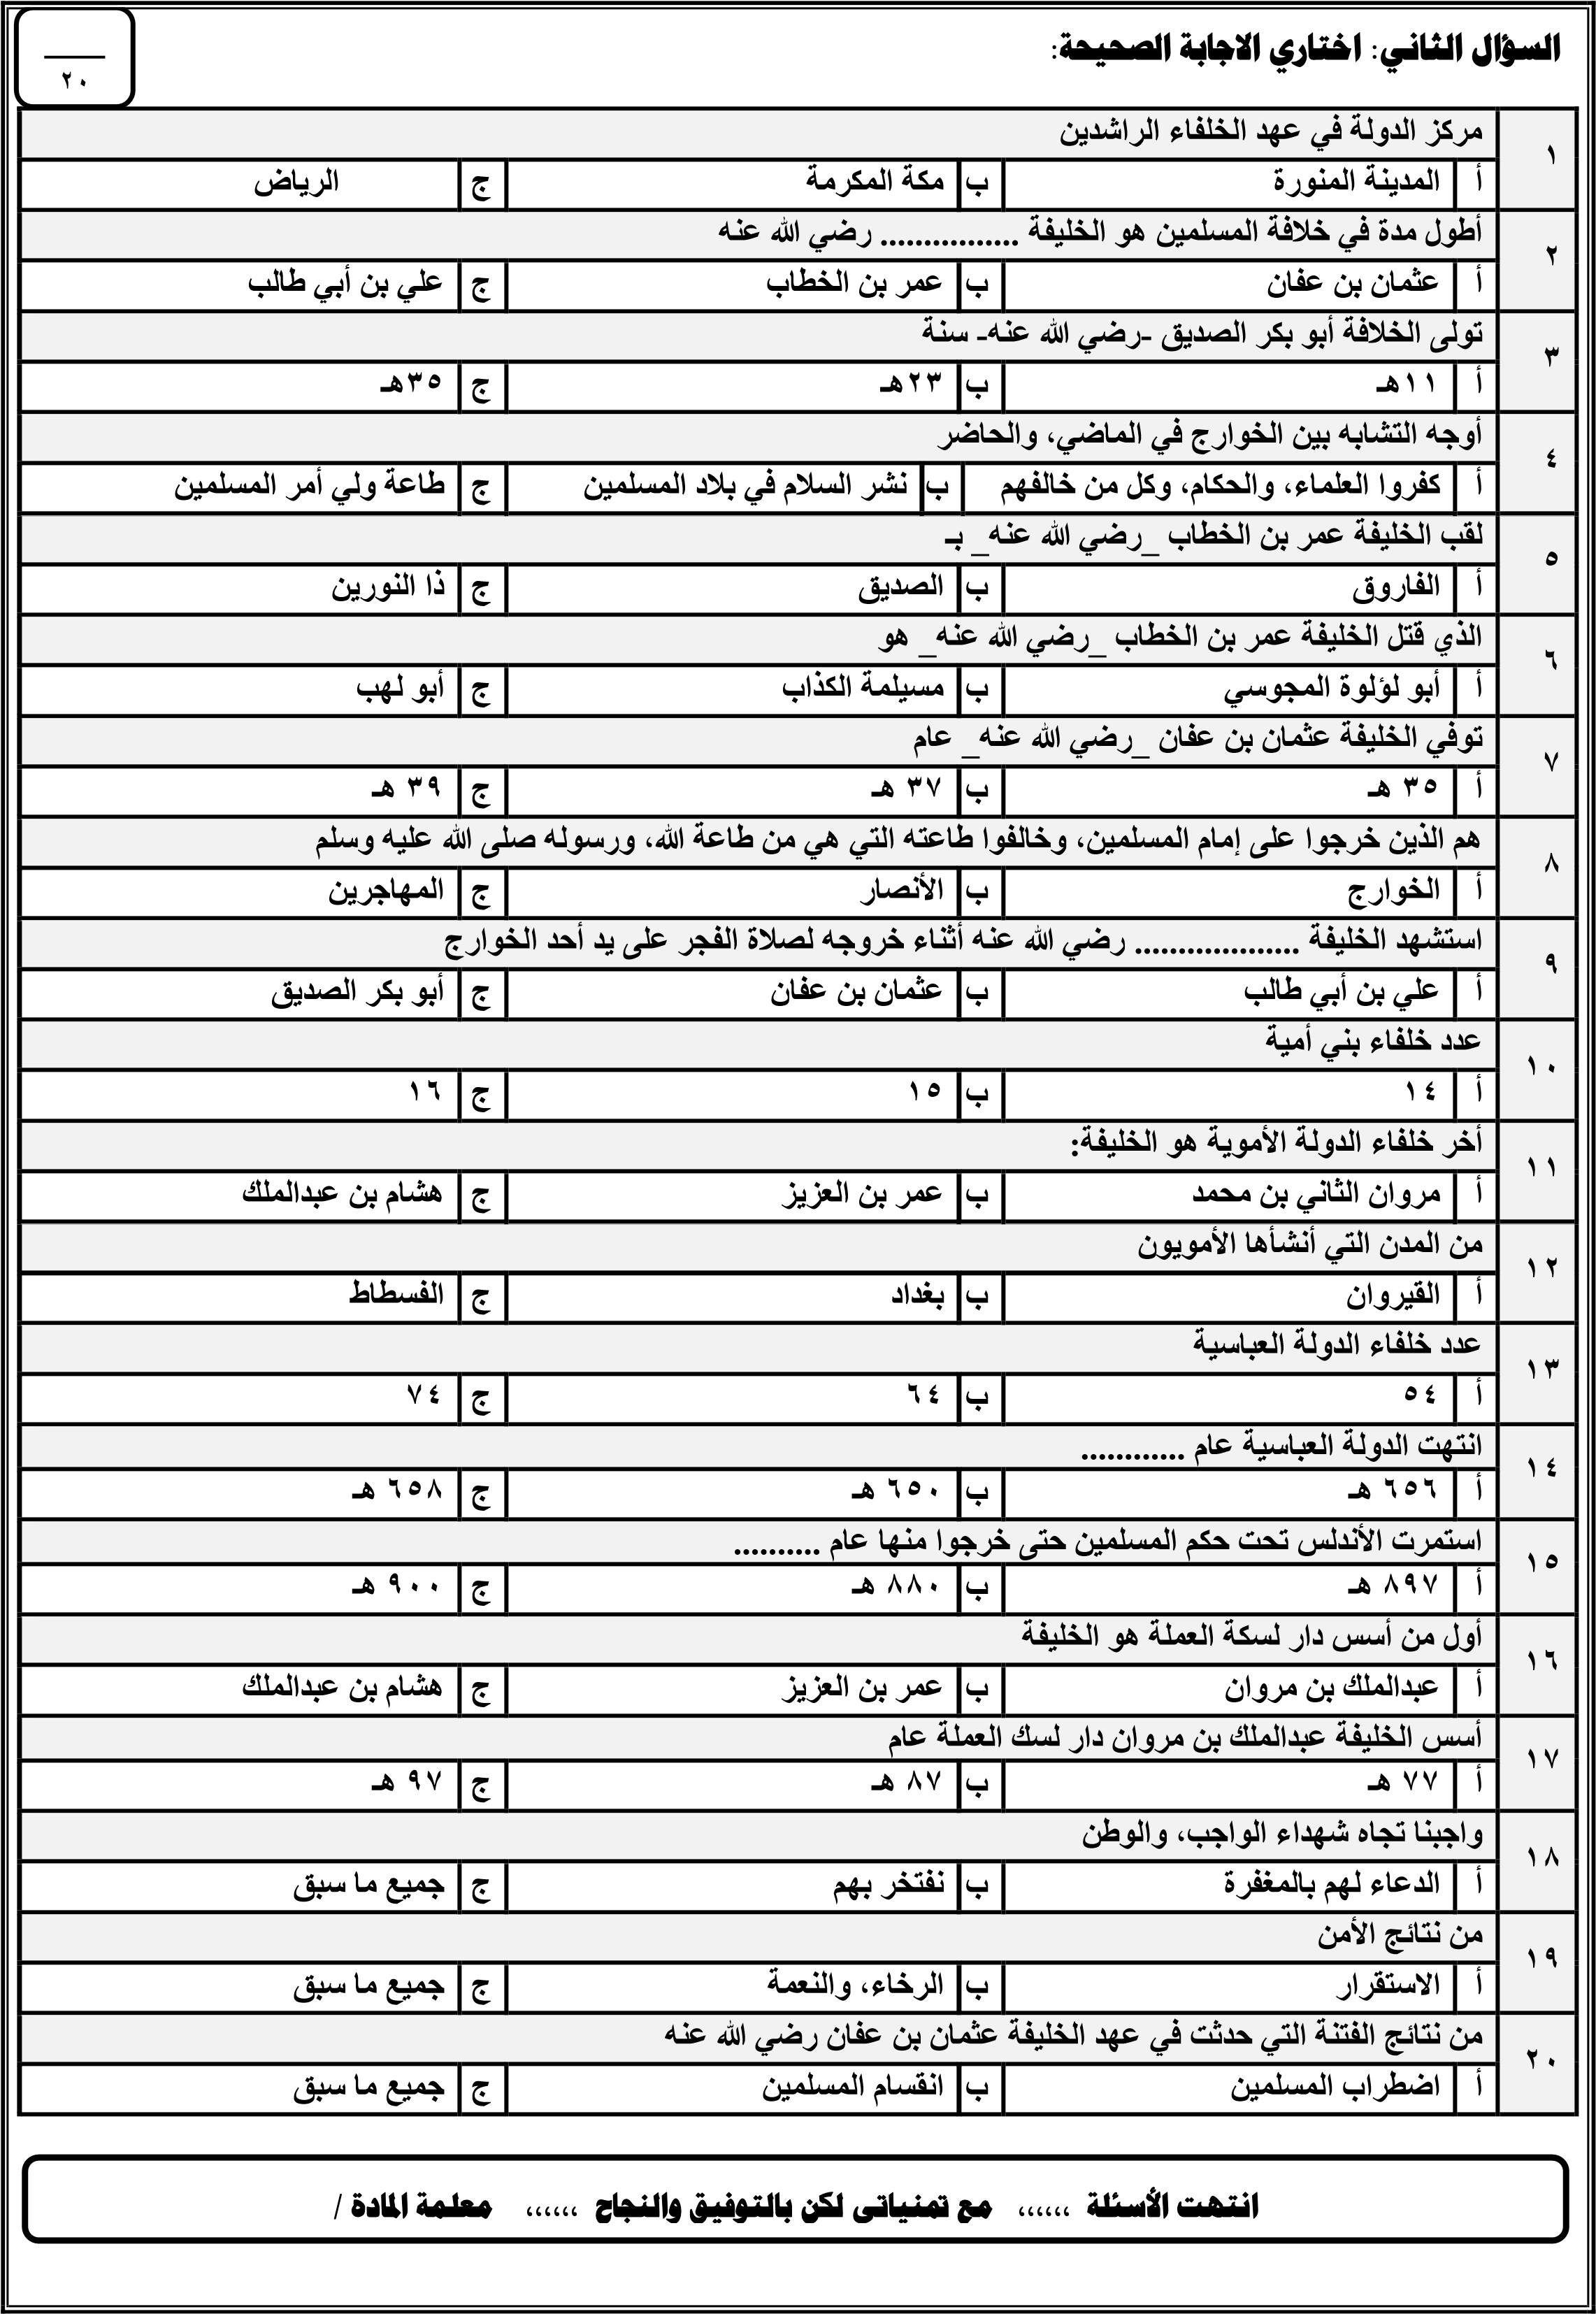 السؤال الثاني: اختاري الاجابة الصحيحة:
٢٠
١ مركز الدولة في عهد الخلفاء الراشدين
أ المدينة المنورة ب مكة المكرمة ج الرياض
٢ أطول مدة في خلافة المسلمين هو الخليفة ................ رضي الله عنه
أ عثمان بن عفان ب عمر بن الخطاب ج علي بن أبي طالب
٣ تولى الخلافة أبو بكر الصديق -رضي الله عنه- سنة
أ ١١هـ ب ٢٣هـ ج ٣٥هـ
٤ أوجه التشابه بين الخوارج في الماضي، والحاضر
أ كفروا العلماء، والحكام، وكل من خالفهم ب نشر السلام في بلاد المسلمين ج طاعة ولي أمر المسلمين
٥ لقب الخليفة عمر بن الخطاب _رضي الله عنه_ بـ
أ الفاروق ب الصديق ج ذا النورين
٦ الذي قتل الخليفة عمر بن الخطاب _رضي الله عنه_ هو
أ أبو لؤلوة المجوسي ب مسيلمة الكذاب ج أبو لهب
٧ توفي الخليفة عثمان بن عفان _رضي الله عنه_ عام
أ ٣٥ هـ ب ٣٧ هـ ج ٣٩ هـ
٨ هم الذين خرجوا على إمام المسلمين، وخالفوا طاعته التي هي من طاعة الله، ورسوله صلى الله عليه وسلم
أ الخوارج ب الأنصار ج المهاجرين
٩ استشهد الخليفة ................... رضي الله عنه أثناء خروجه لصلاة الفجر على يد أحد الخوارج
أ علي بن أبي طالب ب عثمان بن عفان ج أبو بكر الصديق
١٠ عدد خلفاء بني أمية
أ ١٤ ب ١٥ ج ١٦
١١ أخر خلفاء الدولة الأموية هو الخليفة:
أ مروان الثاني بن محمد ب عمر بن العزيز ج هشام بن عبدالملك
١٢ من المدن التي أنشأها الأمويون
أ القيروان ب بغداد ج الفسطاط
١٣ عدد خلفاء الدولة العباسية
أ ٥٤ ب ٦٤ ج ٧٤
١٤ انتهت الدولة العباسية عام ............
أ ٦٥٦ هـ ب ٦٥٠ هـ ج ٦٥٨ هـ
١٥ استمرت الأندلس تحت حكم المسلمين حتى خرجوا منها عام ..........
أ ٨٩٧ هـ ب ٨٨٠ هـ ج ٩٠٠ هـ
١٦ أول من أسس دار لسكة العملة هو الخليفة
أ عبدالملك بن مروان ب عمر بن العزيز ج هشام بن عبدالملك
١٧ أسس الخليفة عبدالملك بن مروان دار لسك العملة عام
أ ٧٧ هـ ب ٨٧ هـ ج ٩٧ هـ
١٨ واجبنا تجاه شهداء الواجب، والوطن
أ الدعاء لهم بالمغفرة ب نفتخر بهم ج جميع ما سبق
١٩ من نتائج الأمن
أ الاستقرار ب الرخاء، والنعمة ج جميع ما سبق
٢٠ من نتائج الفتنة التي حدثت في عهد الخليفة عثمان بن عفان رضي الله عنه
أ اضطراب المسلمين ب انقسام المسلمين ج جميع ما سبق
انتهت الأسئلة ،،،،،، مع تمنياتى لكن بالتوفيق والنجاح ،،،،،، معلمة المادة /